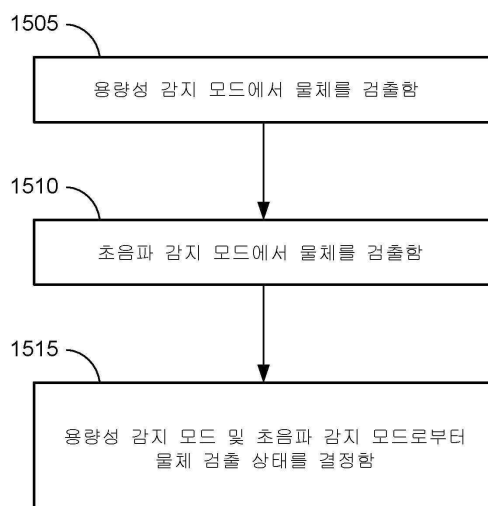 1505
용량성 감지 모드에서 물체를 검출함
1510
초음파 감지 모드에서 물체를 검출함
1515
용량성 감지 모드 및 초음파 감지 모드로부터
물체 검출 상태를 결정함